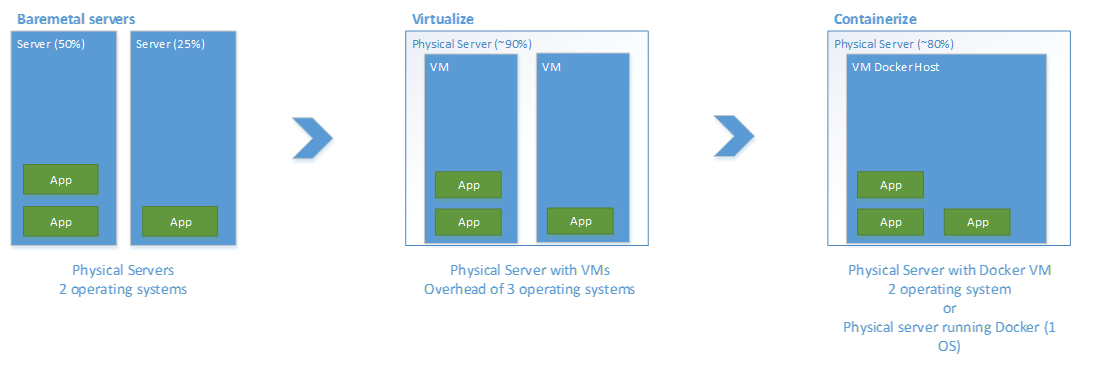 Baremetal servers
Server (50%)
Server (25%)
App
App
App
Physical Servers
2 operating systems
Virtualize
Physical Server (~90%)
VM
VM
App
App
App
Physical Server with VMs
Overhead of 3 operating systems
Containerize
Physical Server (~80%)
VM Docker Host
App
App
App
Physical Server with Docker VM
2 operating system
or
Physical server running Docker (1
OS)